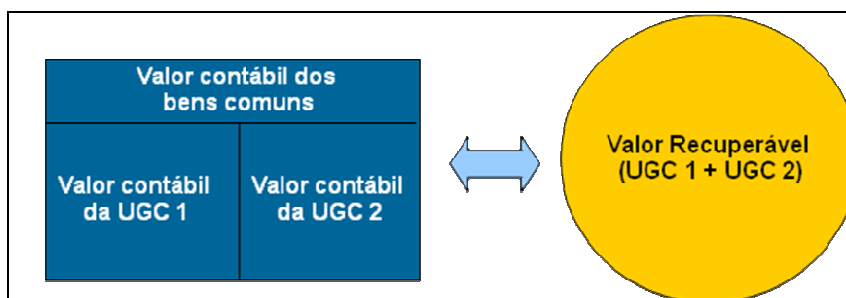 Valor contábil dos
bens comuns
Valor contábil
da UGC 1
Valor contábil
da UGC 2
Valor Recuperável
(UGC 1 + UGC 2)